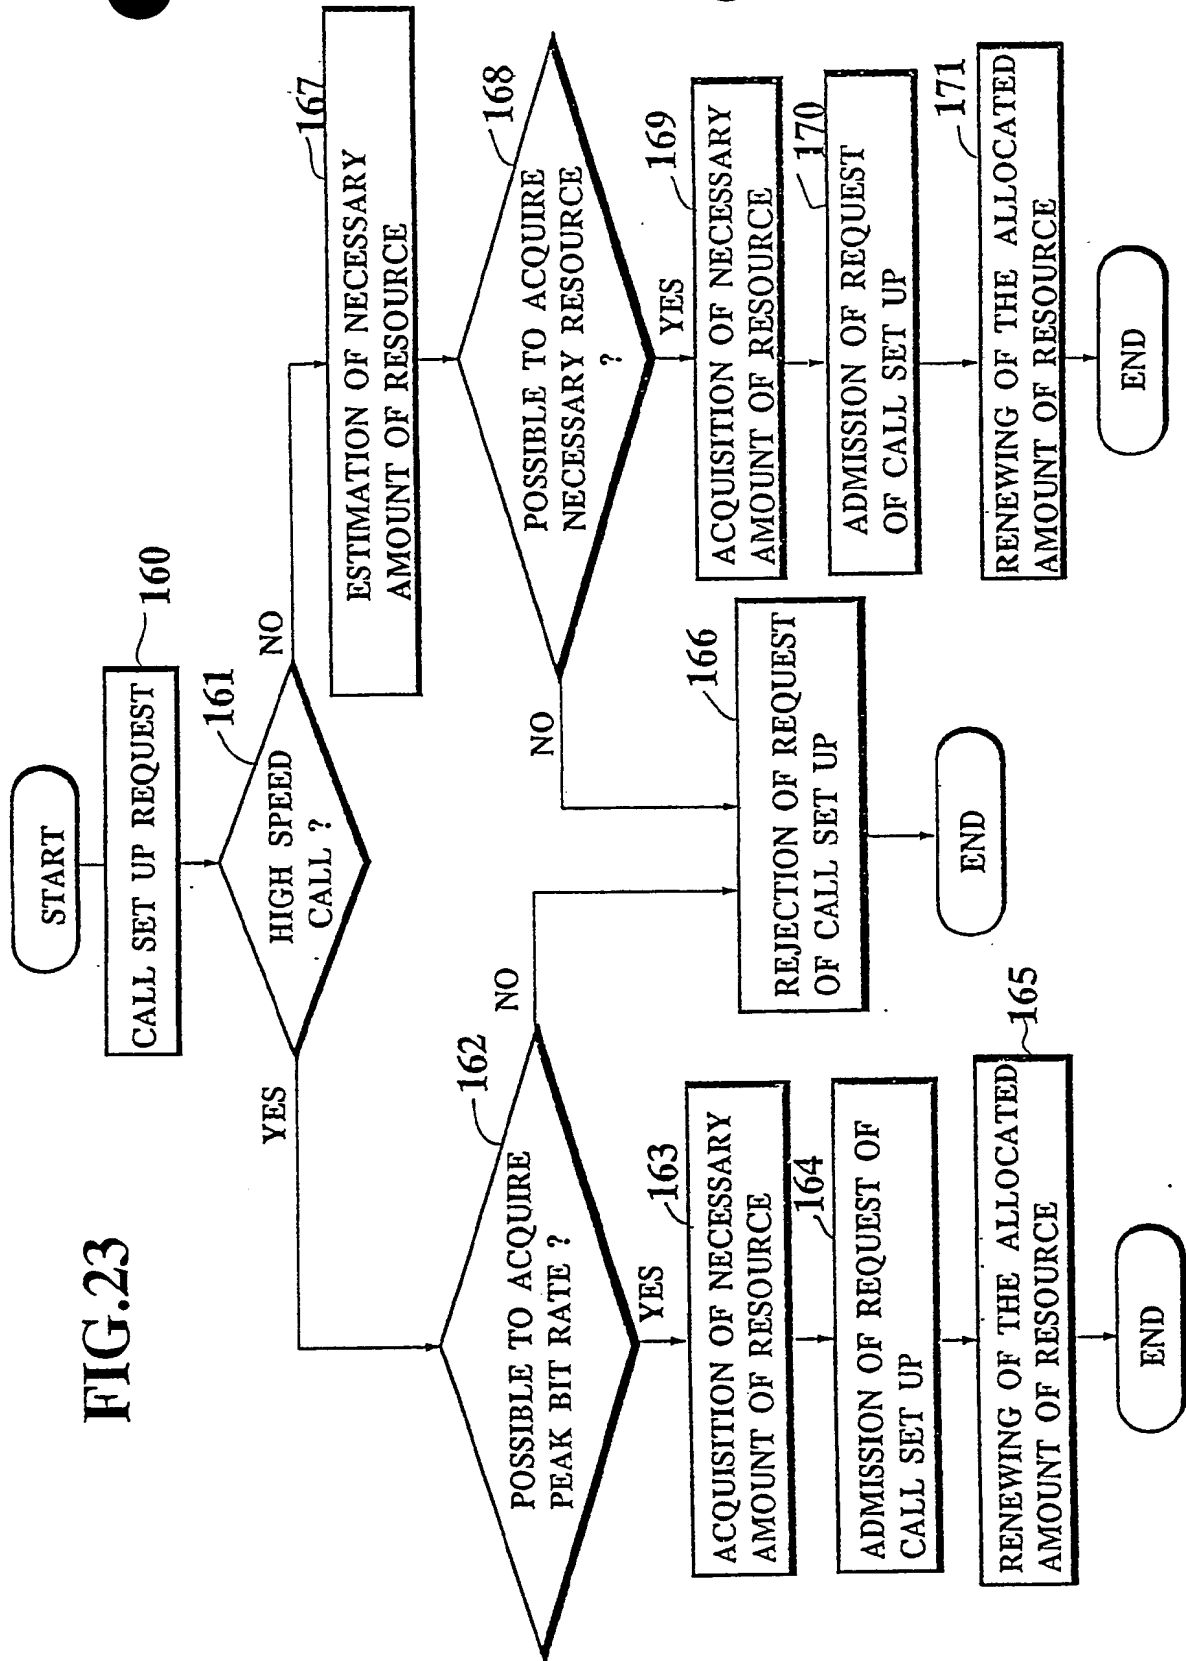 FIG.23
START
CALL SET UP REQUEST
160
HIGH SPEED
CALL ?
161
YES
NO
POSSIBLE TO ACQUIRE
PEAK BIT RATE ?
162
NO
YES
ACQUISITION OF NECESSARY
AMOUNT OF RESOURCE
163
ADMISSION OF REQUEST OF
CALL SET UP
164
RENEWING OF THE ALLOCATED
AMOUNT OF RESOURCE
165
END
REJECTION OF REQUEST
OF CALL SET UP
166
END
ESTIMATION OF NECESSARY
AMOUNT OF RESOURCE
167
POSSIBLE TO ACQUIRE
NECESSARY RESOURCE
?
168
NO
YES
ACQUISITION OF NECESSARY
AMOUNT OF RESOURCE
169
ADMISSION OF REQUEST
OF CALL SET UP
170
RENEWING OF THE ALLOCATED
AMOUNT OF RESOURCE
171
END